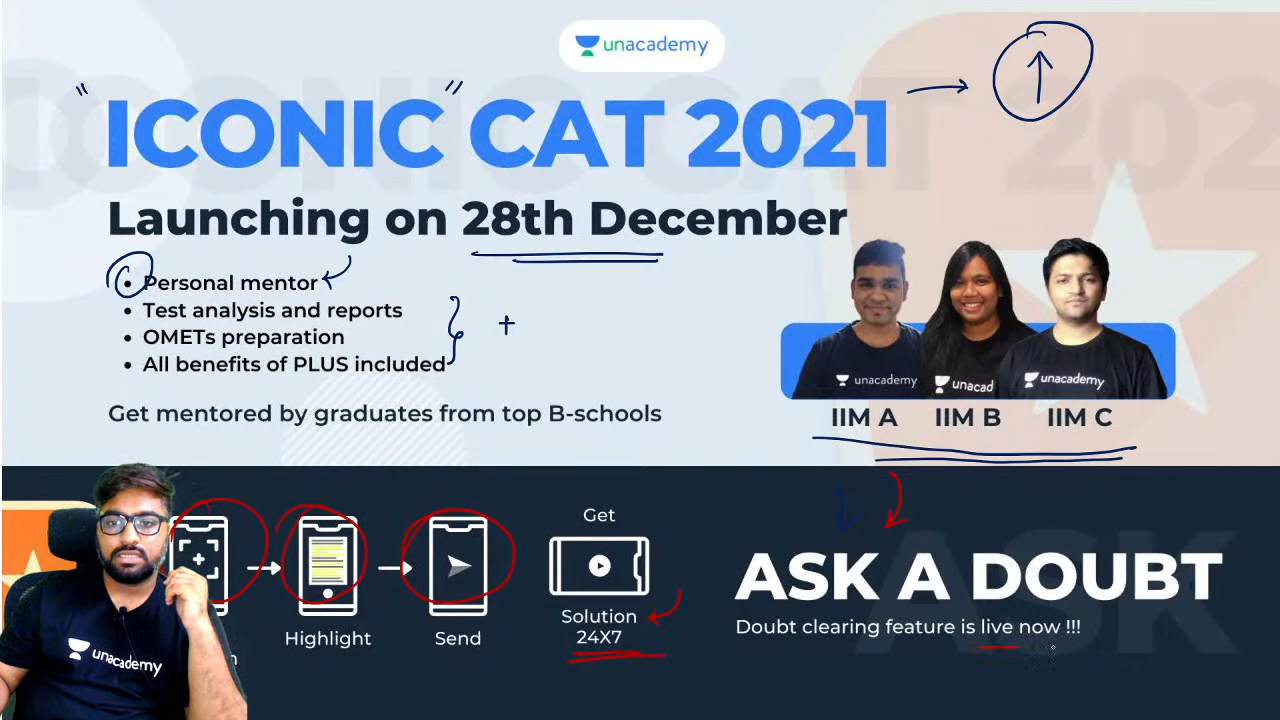 unacademy
"ICONIC" CAT 2021
Launching on 28th December
• Personal mentor
• Test analysis and reports
• OMETs preparation
• All benefits of PLUS included
+
Get mentored by graduates from top B-schools
unacademy
unacad
unacademy
IIM A
IIM B
IIM C
Get
Solution
24X7
Highlight
Send
ASK A DOUBT
Doubt clearing feature is live now !!!
unacademy